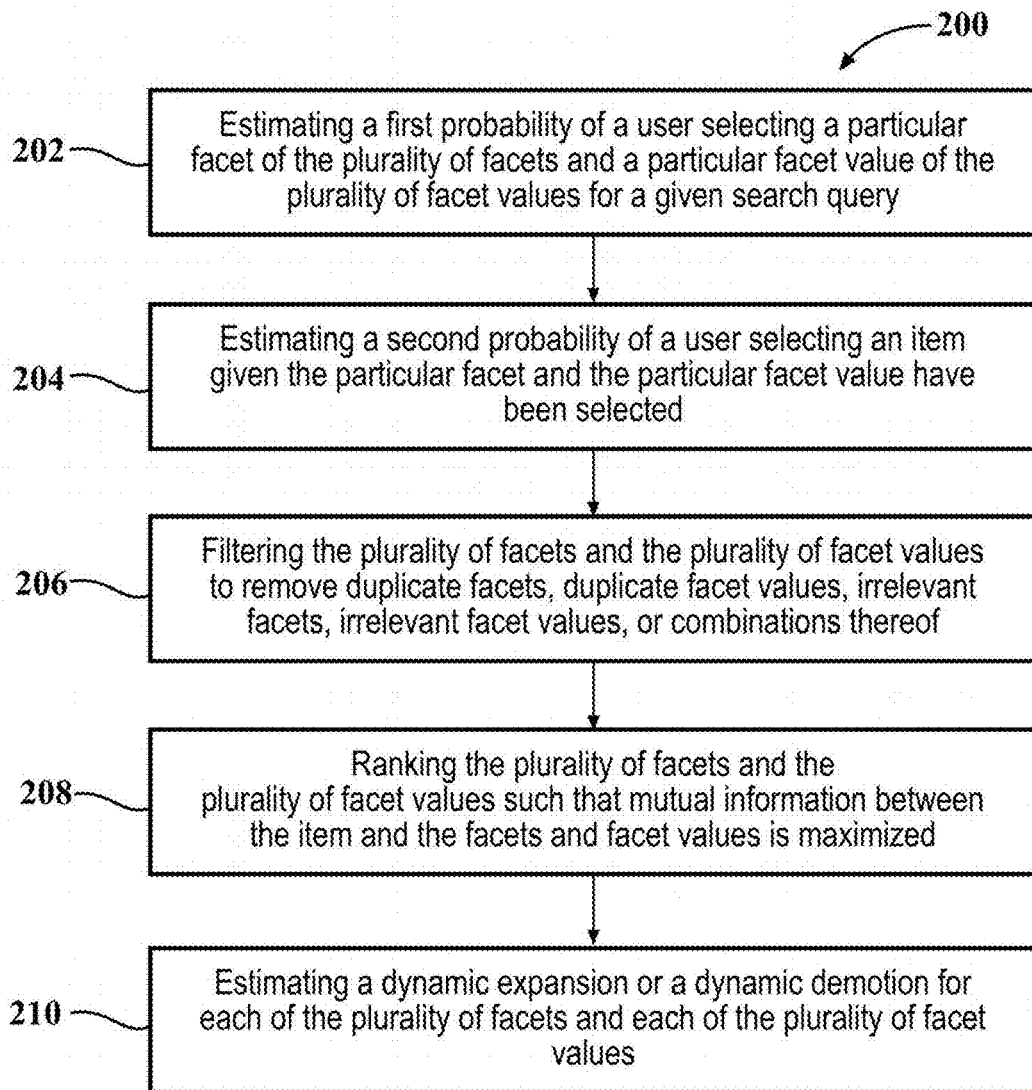 200
202
Estimating a first probability of a user selecting a particular
facet of the plurality of facets and a particular facet value of the
plurality of facet values for a given search query
204
Estimating a second probability of a user selecting an item
given the particular facet and the particular facet value have
been selected
206
Filtering the plurality of facets and the plurality of facet values
to remove duplicate facets, duplicate facet values, irrelevant
facets, irrelevant facet values, or combinations thereof
208
Ranking the plurality of facets and the
plurality of facet values such that mutual information between
the item and the facets and facet values is maximized
210
Estimating a dynamic expansion or a dynamic demotion for
each of the plurality of facets and each of the plurality of facet
values